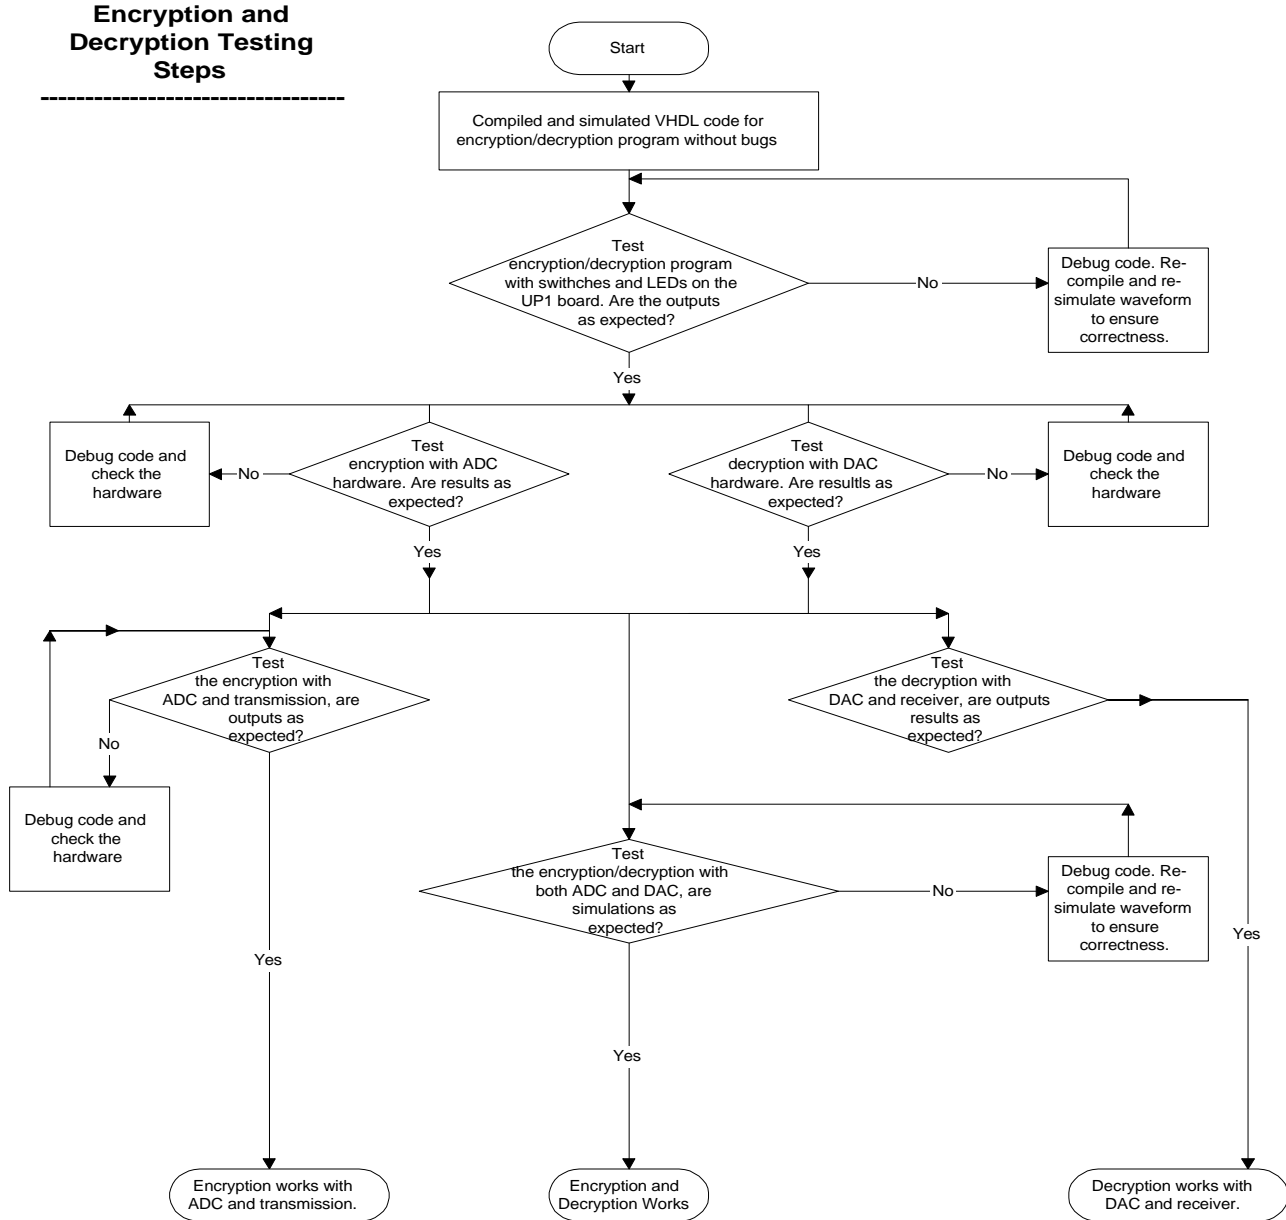 Encryption and
Decryption Testing
Steps
----------------------------------
Start
Compiled and simulated VHDL code for
encryption/decryption program without bugs
Test
encryption/decryption program
with swithches and LEDs on the
UP1 board. Are the outputs
as expected?
No
Debug code. Re-
compile and re-
simulate waveform
to ensure
correctness.
Yes
Debug code and
check the
hardware
No
Test
encryption with ADC
hardware. Are results as
expected?
Test
decryption with DAC
hardware. Are resultls as
expected?
No
Debug code and
check the
hardware
Yes
Yes
Test
the encryption with
ADC and transmission, are
outputs as
expected?
Test
the decryption with
DAC and receiver, are outputs
results as
expected?
No
Debug code and
check the
hardware
Test
the encryption/decryption with
both ADC and DAC, are
simulations as
expected?
No
Debug code. Re-
compile and re-
simulate waveform
to ensure
correctness.
Yes
Yes
Yes
Encryption works with
ADC and transmission.
Encryption and
Decryption Works
Decryption works with
DAC and receiver.